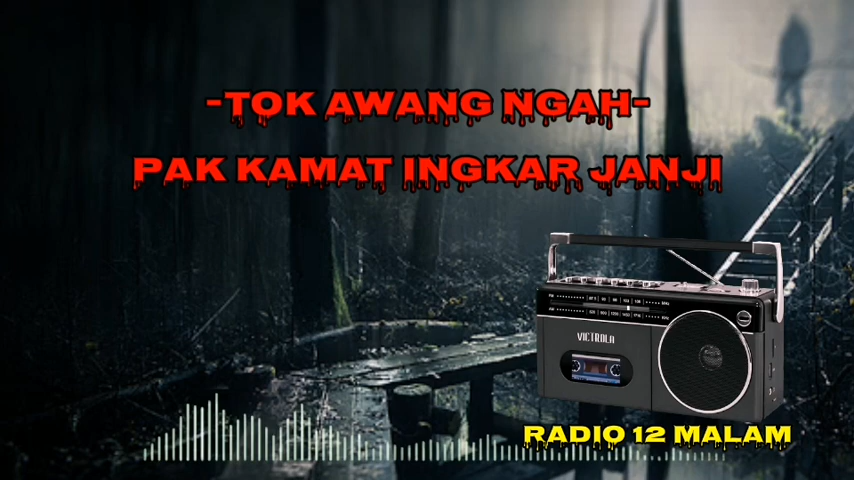 -TOK AWANG NGAH-
PAK KAMAT INGKAR JANJI
VICTROLA
RADIO 12 MALAM